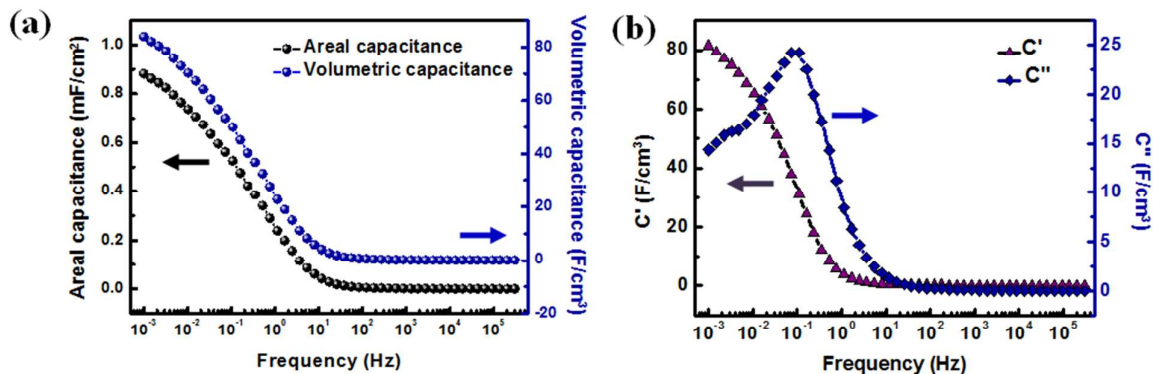 (a)
Areal capacitance (mF/cm²)
1.0
0.8
0.6
0.4
0.2
0.0
Areal capacitance
Volumetric capacitance
80
60
40
20
0
-20
Volumetric capacitance (F/cm³)
10⁻³ 10⁻² 10⁻¹ 10⁰ 10¹ 10² 10³ 10⁴ 10⁵
Frequency (Hz)
(b)
C' (F/cm³)
80
60
40
20
0
C'
C''
25
20
15
10
5
0
C'' (F/cm³)
10⁻³ 10⁻² 10⁻¹ 10⁰ 10¹ 10² 10³ 10⁴ 10⁵
Frequency (Hz)